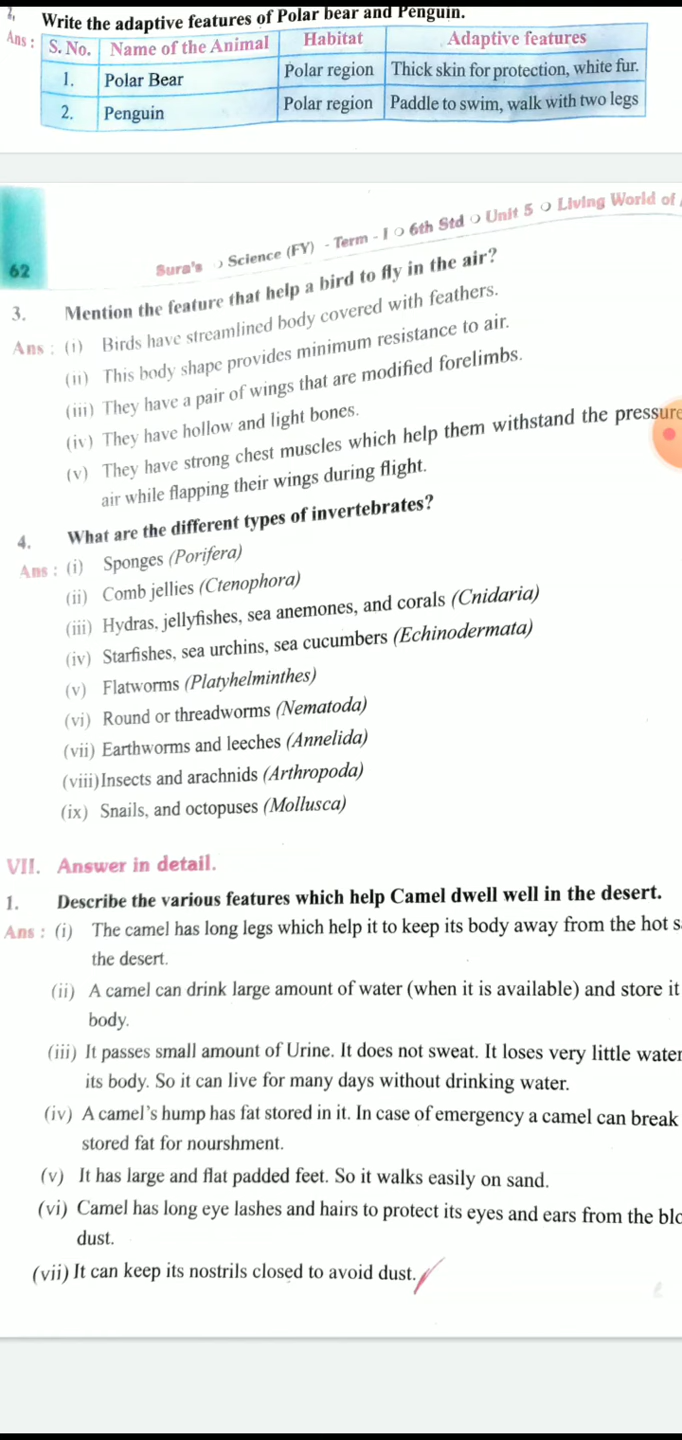 2. Write the adaptive features of Polar bear and Penguin.
Ans : S. No. Name of the Animal Habitat Adaptive features
1. Polar Bear Polar region Thick skin for protection, white fur.
2. Penguin Polar region Paddle to swim, walk with two legs
62
Sura's Science (FY) - Term - I 6th Std Unit 5 Living World of
3. Mention the feature that help a bird to fly in the air?
Ans : (i) Birds have streamlined body covered with feathers.
(ii) This body shape provides minimum resistance to air.
(iii) They have a pair of wings that are modified forelimbs.
(iv) They have hollow and light bones.
(v) They have strong chest muscles which help them withstand the pressure
air while flapping their wings during flight.
4. What are the different types of invertebrates?
Ans : (i) Sponges (Porifera)
(ii) Comb jellies (Ctenophora)
(iii) Hydras, jellyfishes, sea anemones, and corals (Cnidaria)
(iv) Starfishes, sea urchins, sea cucumbers (Echinodermata)
(v) Flatworms (Platyhelminthes)
(vi) Round or threadworms (Nematoda)
(vii) Earthworms and leeches (Annelida)
(viii) Insects and arachnids (Arthropoda)
(ix) Snails, and octopuses (Mollusca)
VII. Answer in detail.
1. Describe the various features which help Camel dwell well in the desert.
Ans : (i) The camel has long legs which help it to keep its body away from the hot s
the desert.
(ii) A camel can drink large amount of water (when it is available) and store it
body.
(iii) It passes small amount of Urine. It does not sweat. It loses very little water
its body. So it can live for many days without drinking water.
(iv) A camel's hump has fat stored in it. In case of emergency a camel can break
stored fat for nourshment.
(v) It has large and flat padded feet. So it walks easily on sand.
(vi) Camel has long eye lashes and hairs to protect its eyes and ears from the blo
dust.
(vii) It can keep its nostrils closed to avoid dust.